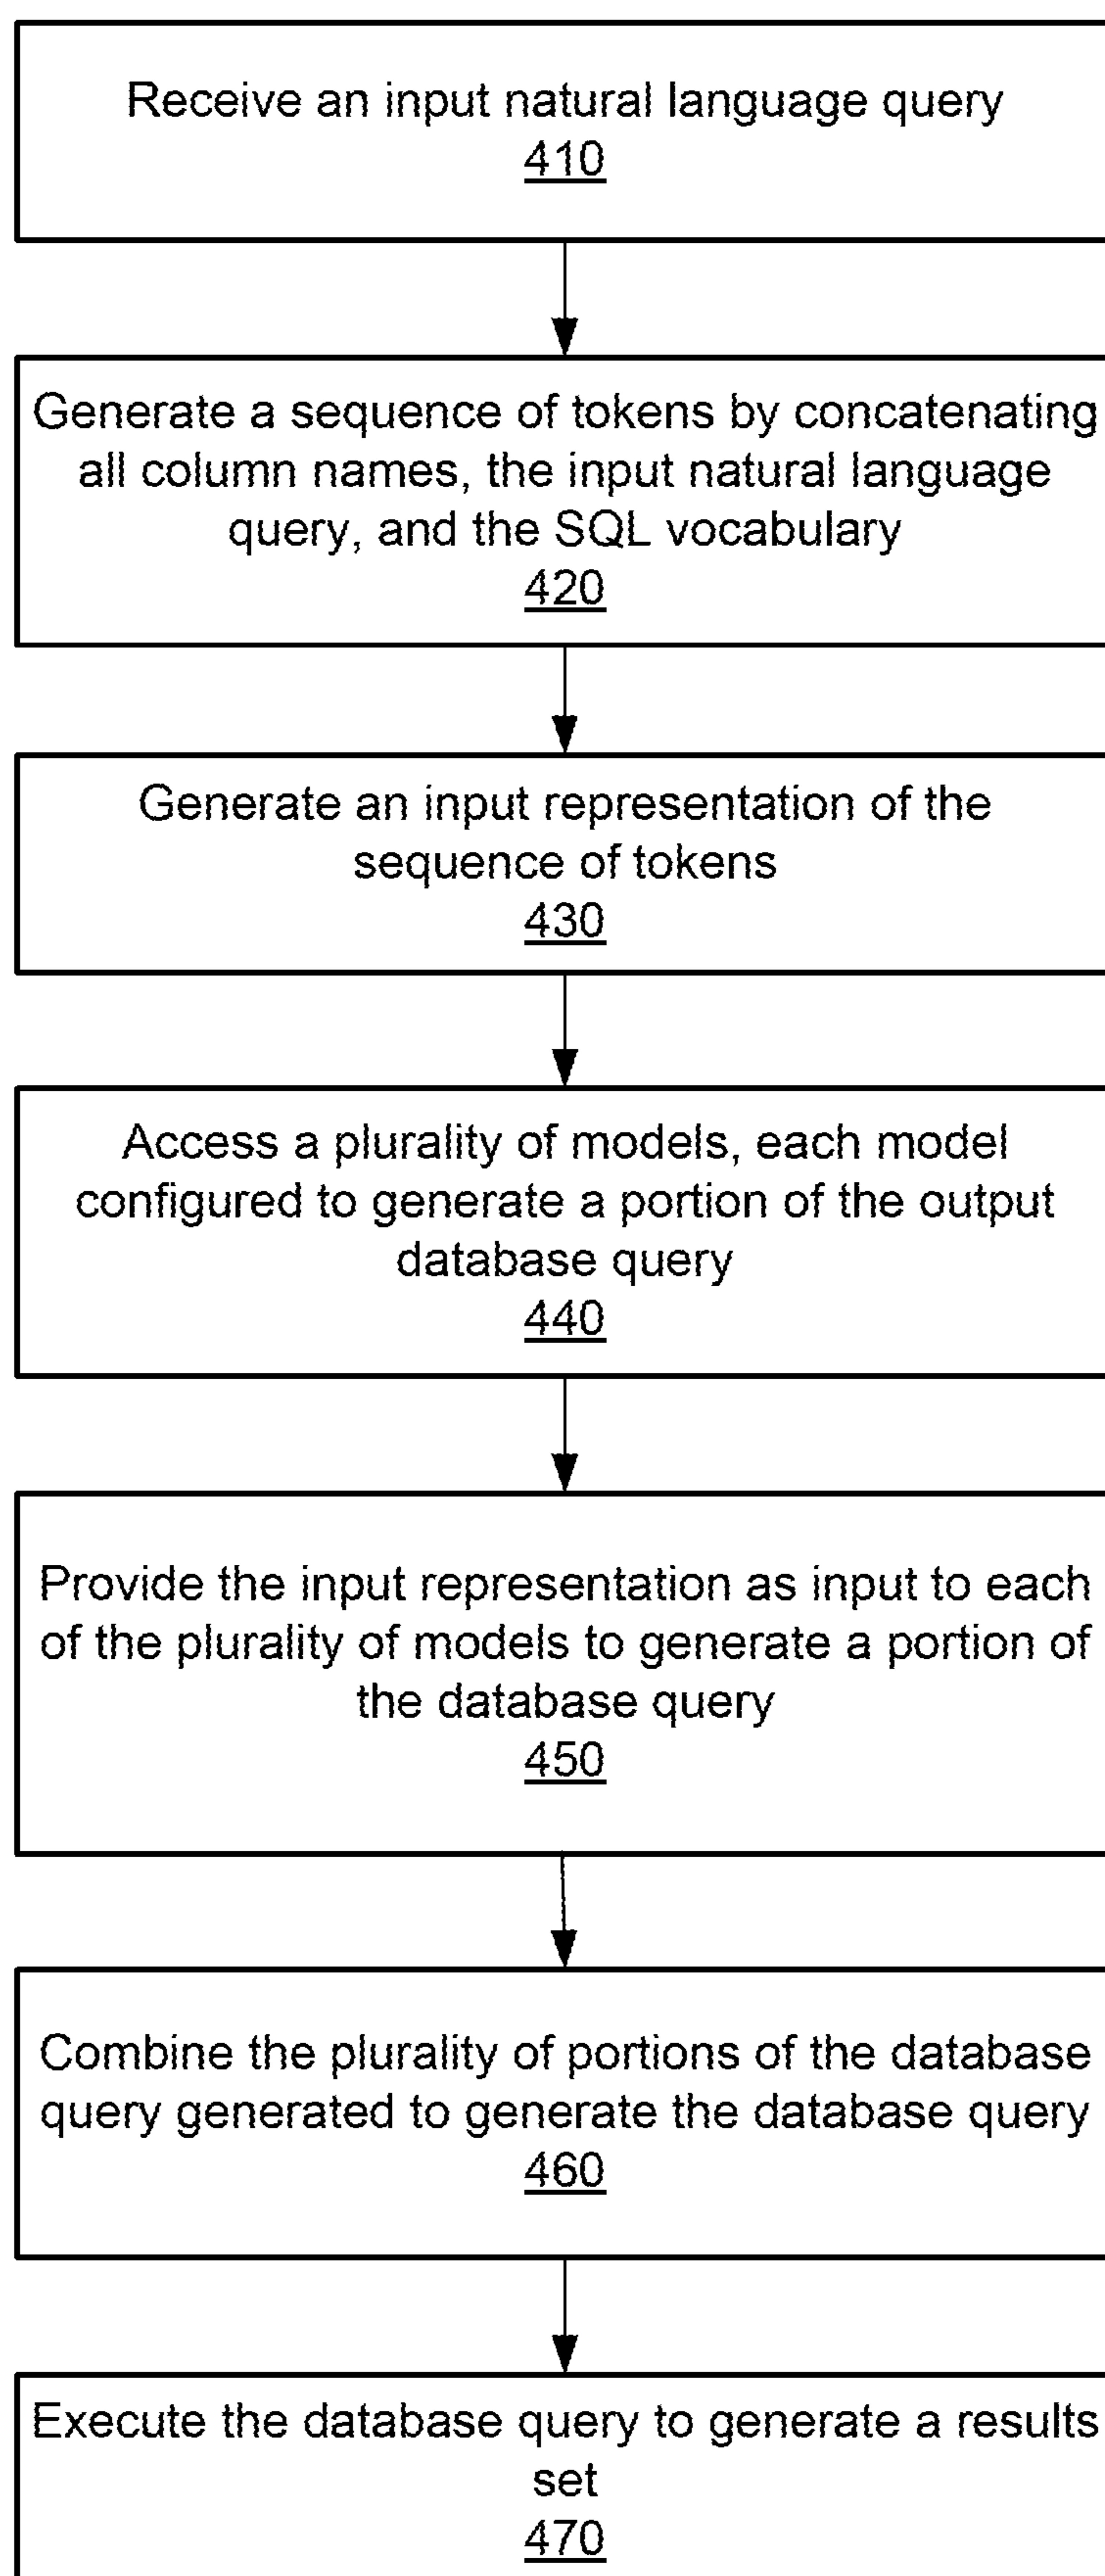 Receive an input natural language query
410
Generate a sequence of tokens by concatenating
all column names, the input natural language
query, and the SQL vocabulary
420
Generate an input representation of the
sequence of tokens
430
Access a plurality of models, each model
configured to generate a portion of the output
database query
440
Provide the input representation as input to each
of the plurality of models to generate a portion of
the database query
450
Combine the plurality of portions of the database
query generated to generate the database query
460
Execute the database query to generate a results
set
470